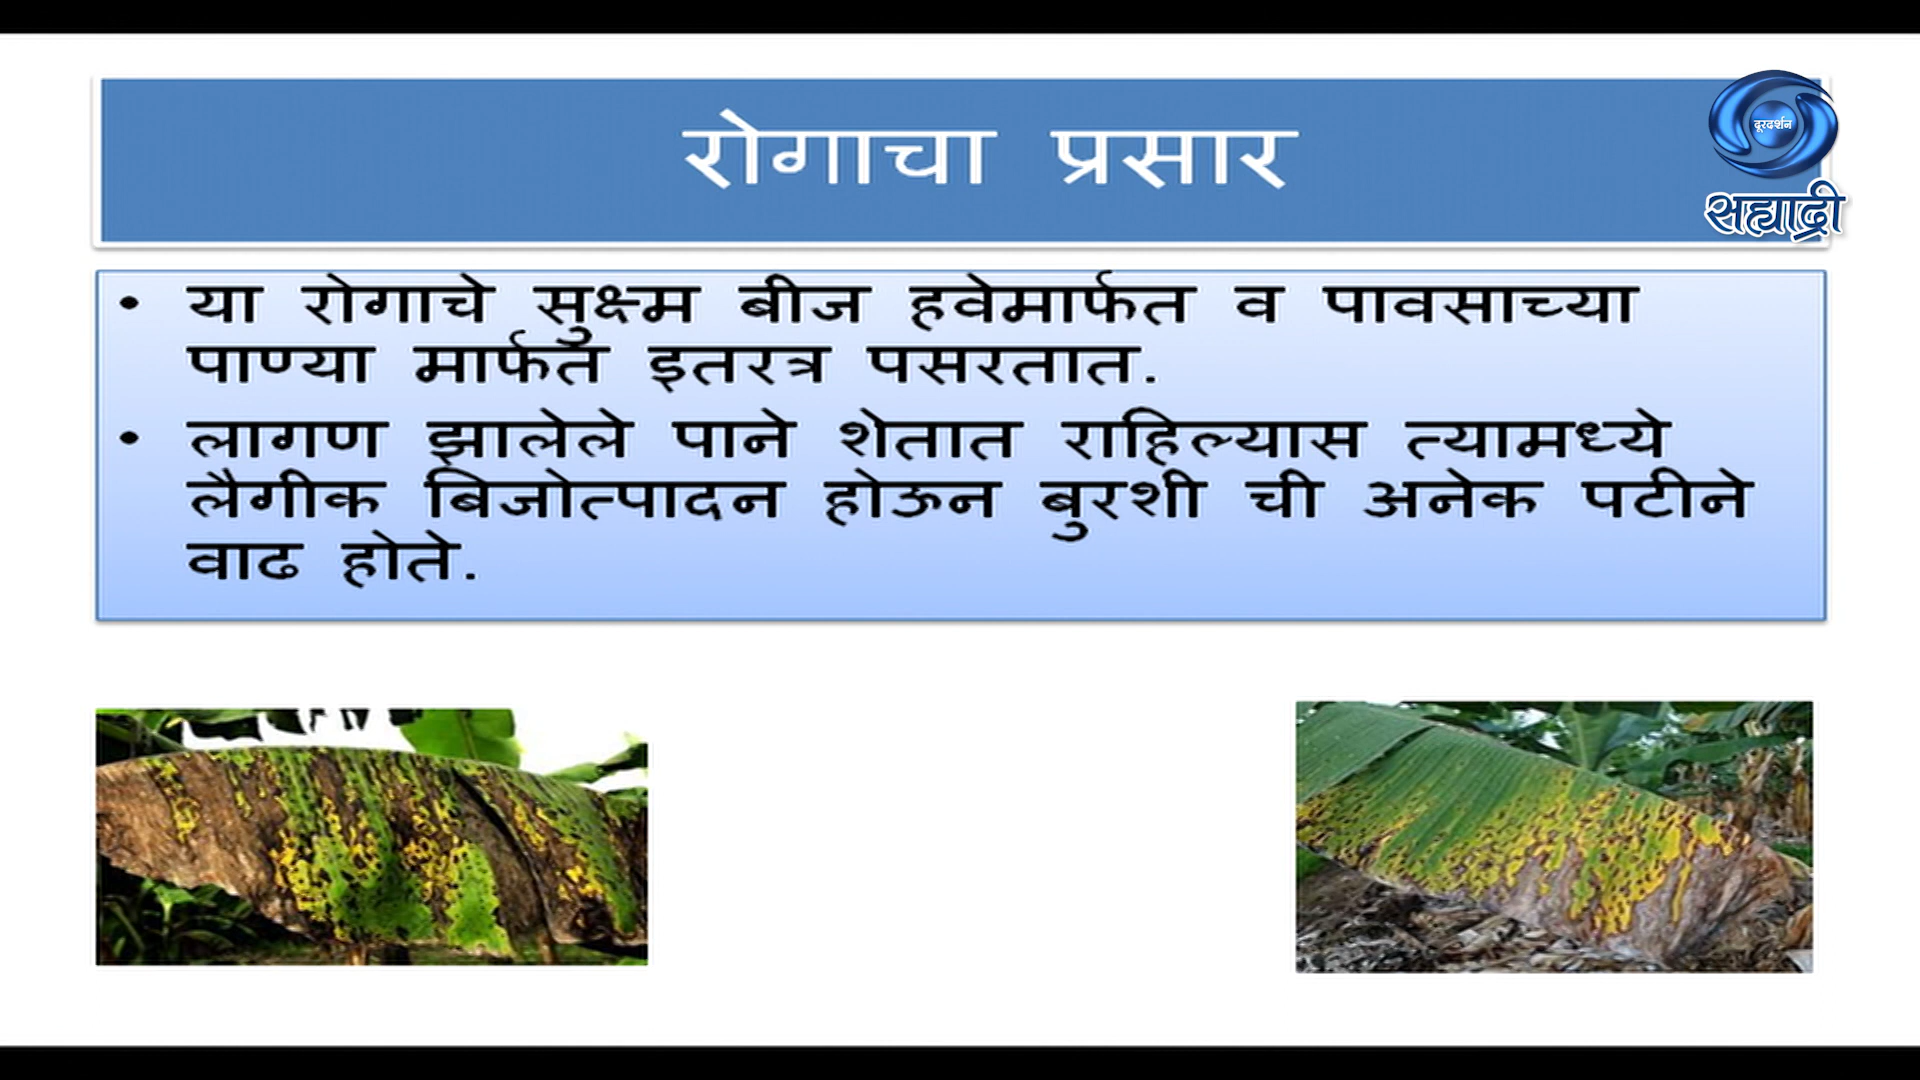 रोगाचा प्रसार
दूरदर्शन
सह्याद्री
• या रोगाचे सुक्ष्म बीज हवेमार्फत व पावसाच्या
पाण्या मार्फत इतरत्र पसरतात.
• लागण झालेले पाने शेतात राहिल्यास त्यामध्ये
लैगीक बिजोत्पादन होऊन बुरशी ची अनेक पटीने
वाढ होते.